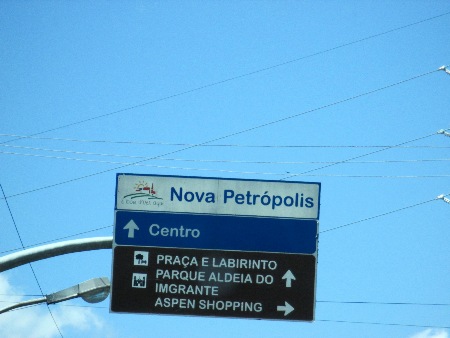 Nova Petrópolis
Centro
PRAÇA E LABIRINTO
PARQUE ALDEIA DO
IMGRANTE
ASPEN SHOPPING